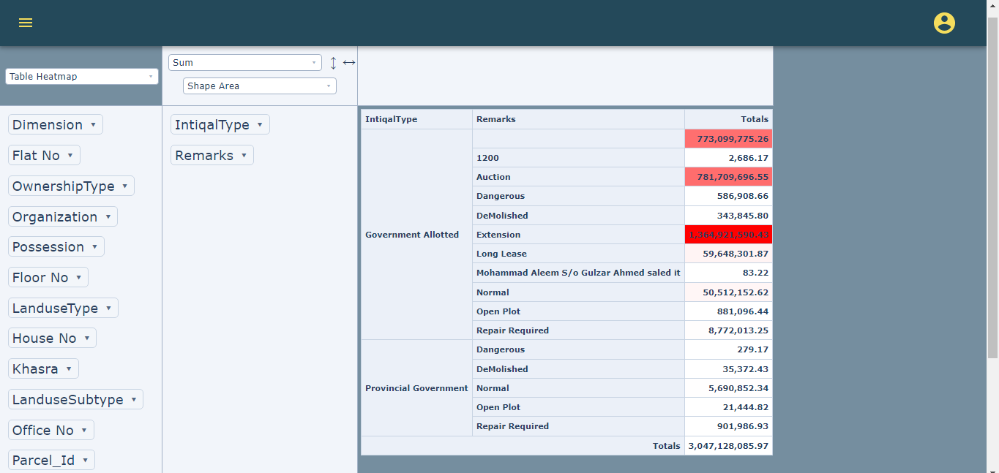 Table Heatmap
Sum
Shape Area
Dimension
Flat No
OwnershipType
Organization
Possession
Floor No
LanduseType
House No
Khasra
LanduseSubtype
Office No
Parcel_Id
IntiqalType
Remarks
IntiqalType Remarks Totals
Government Allotted
773,099,775.26
1200 2,686.17
Auction 781,709,696.55
Dangerous 586,908.66
DeMolished 343,845.80
Extension 1,364,921,590.43
Long Lease 59,648,301.87
Mohammad Aleem S/o Gulzar Ahmed saled it 83.22
Normal 50,512,152.62
Open Plot 881,096.44
Repair Required 8,772,013.25
Provincial Government
Dangerous 279.17
DeMolished 35,372.43
Normal 5,690,852.34
Open Plot 21,444.82
Repair Required 901,986.93
Totals 3,047,128,085.97